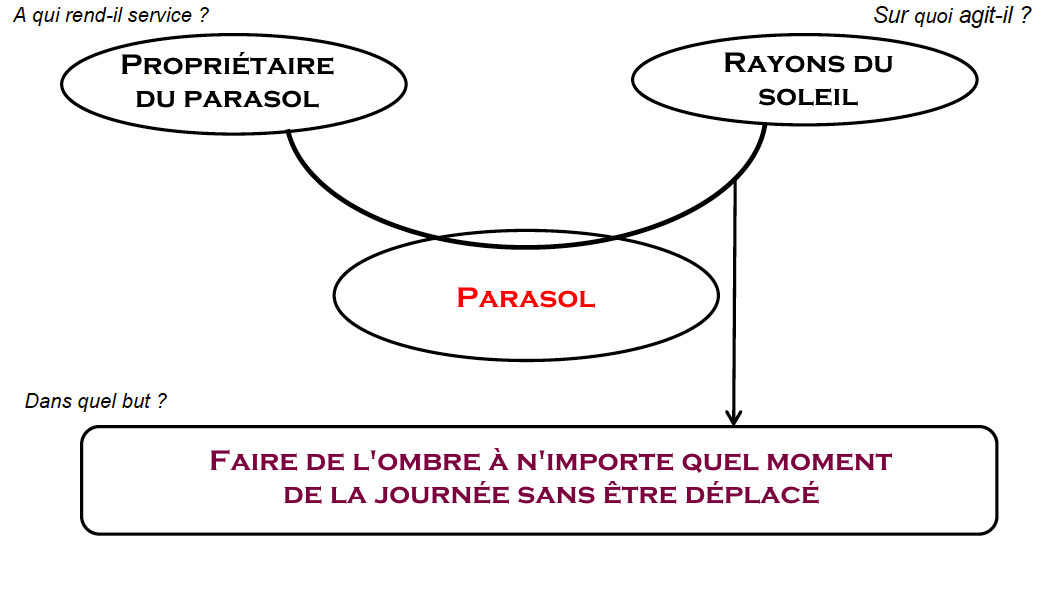 A qui rend-il service ?
Sur quoi agit-il ?
PROPRIÉTAIRE
DU PARASOL
RAYONS DU
SOLEIL
PARASOL
Dans quel but ?
FAIRE DE L'OMBRE À N'IMPORTE QUEL MOMENT
DE LA JOURNÉE SANS ÊTRE DÉPLACÉ